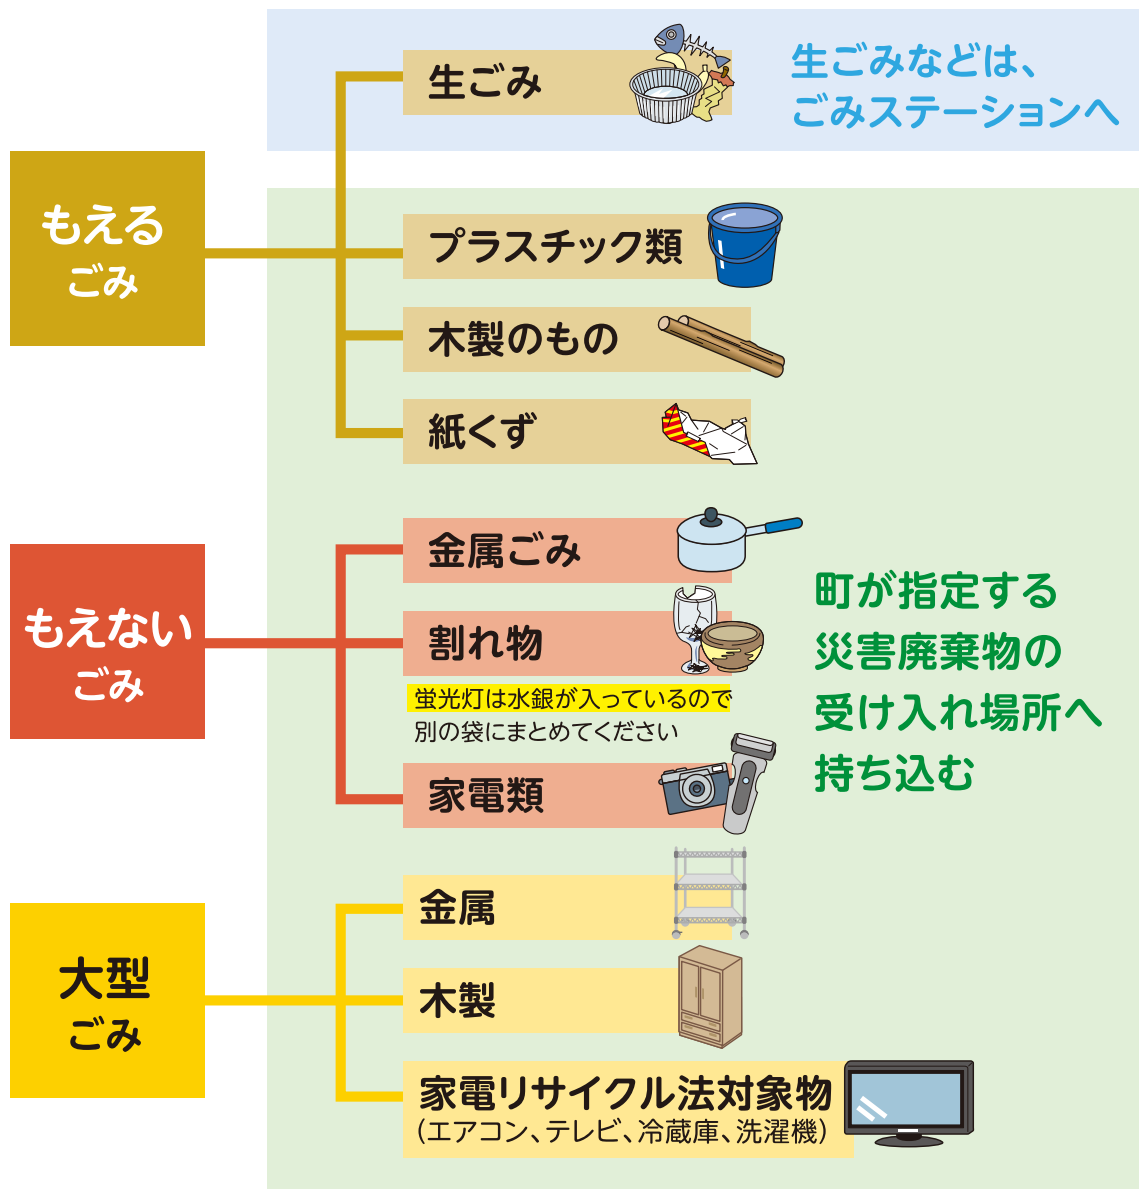 もえる
ごみ
生ごみ
生ごみなどは、
ごみステーションへ
プラスチック類
木製のもの
紙くず
もえない
ごみ
金属ごみ
割れ物
蛍光灯は水銀が入っているので
別の袋にまとめてください
家電類
町が指定する
災害廃棄物の
受け入れ場所へ
持ち込む
大型
ごみ
金属
木製
家電リサイクル法対象物
（エアコン、テレビ、冷蔵庫、洗濯機）